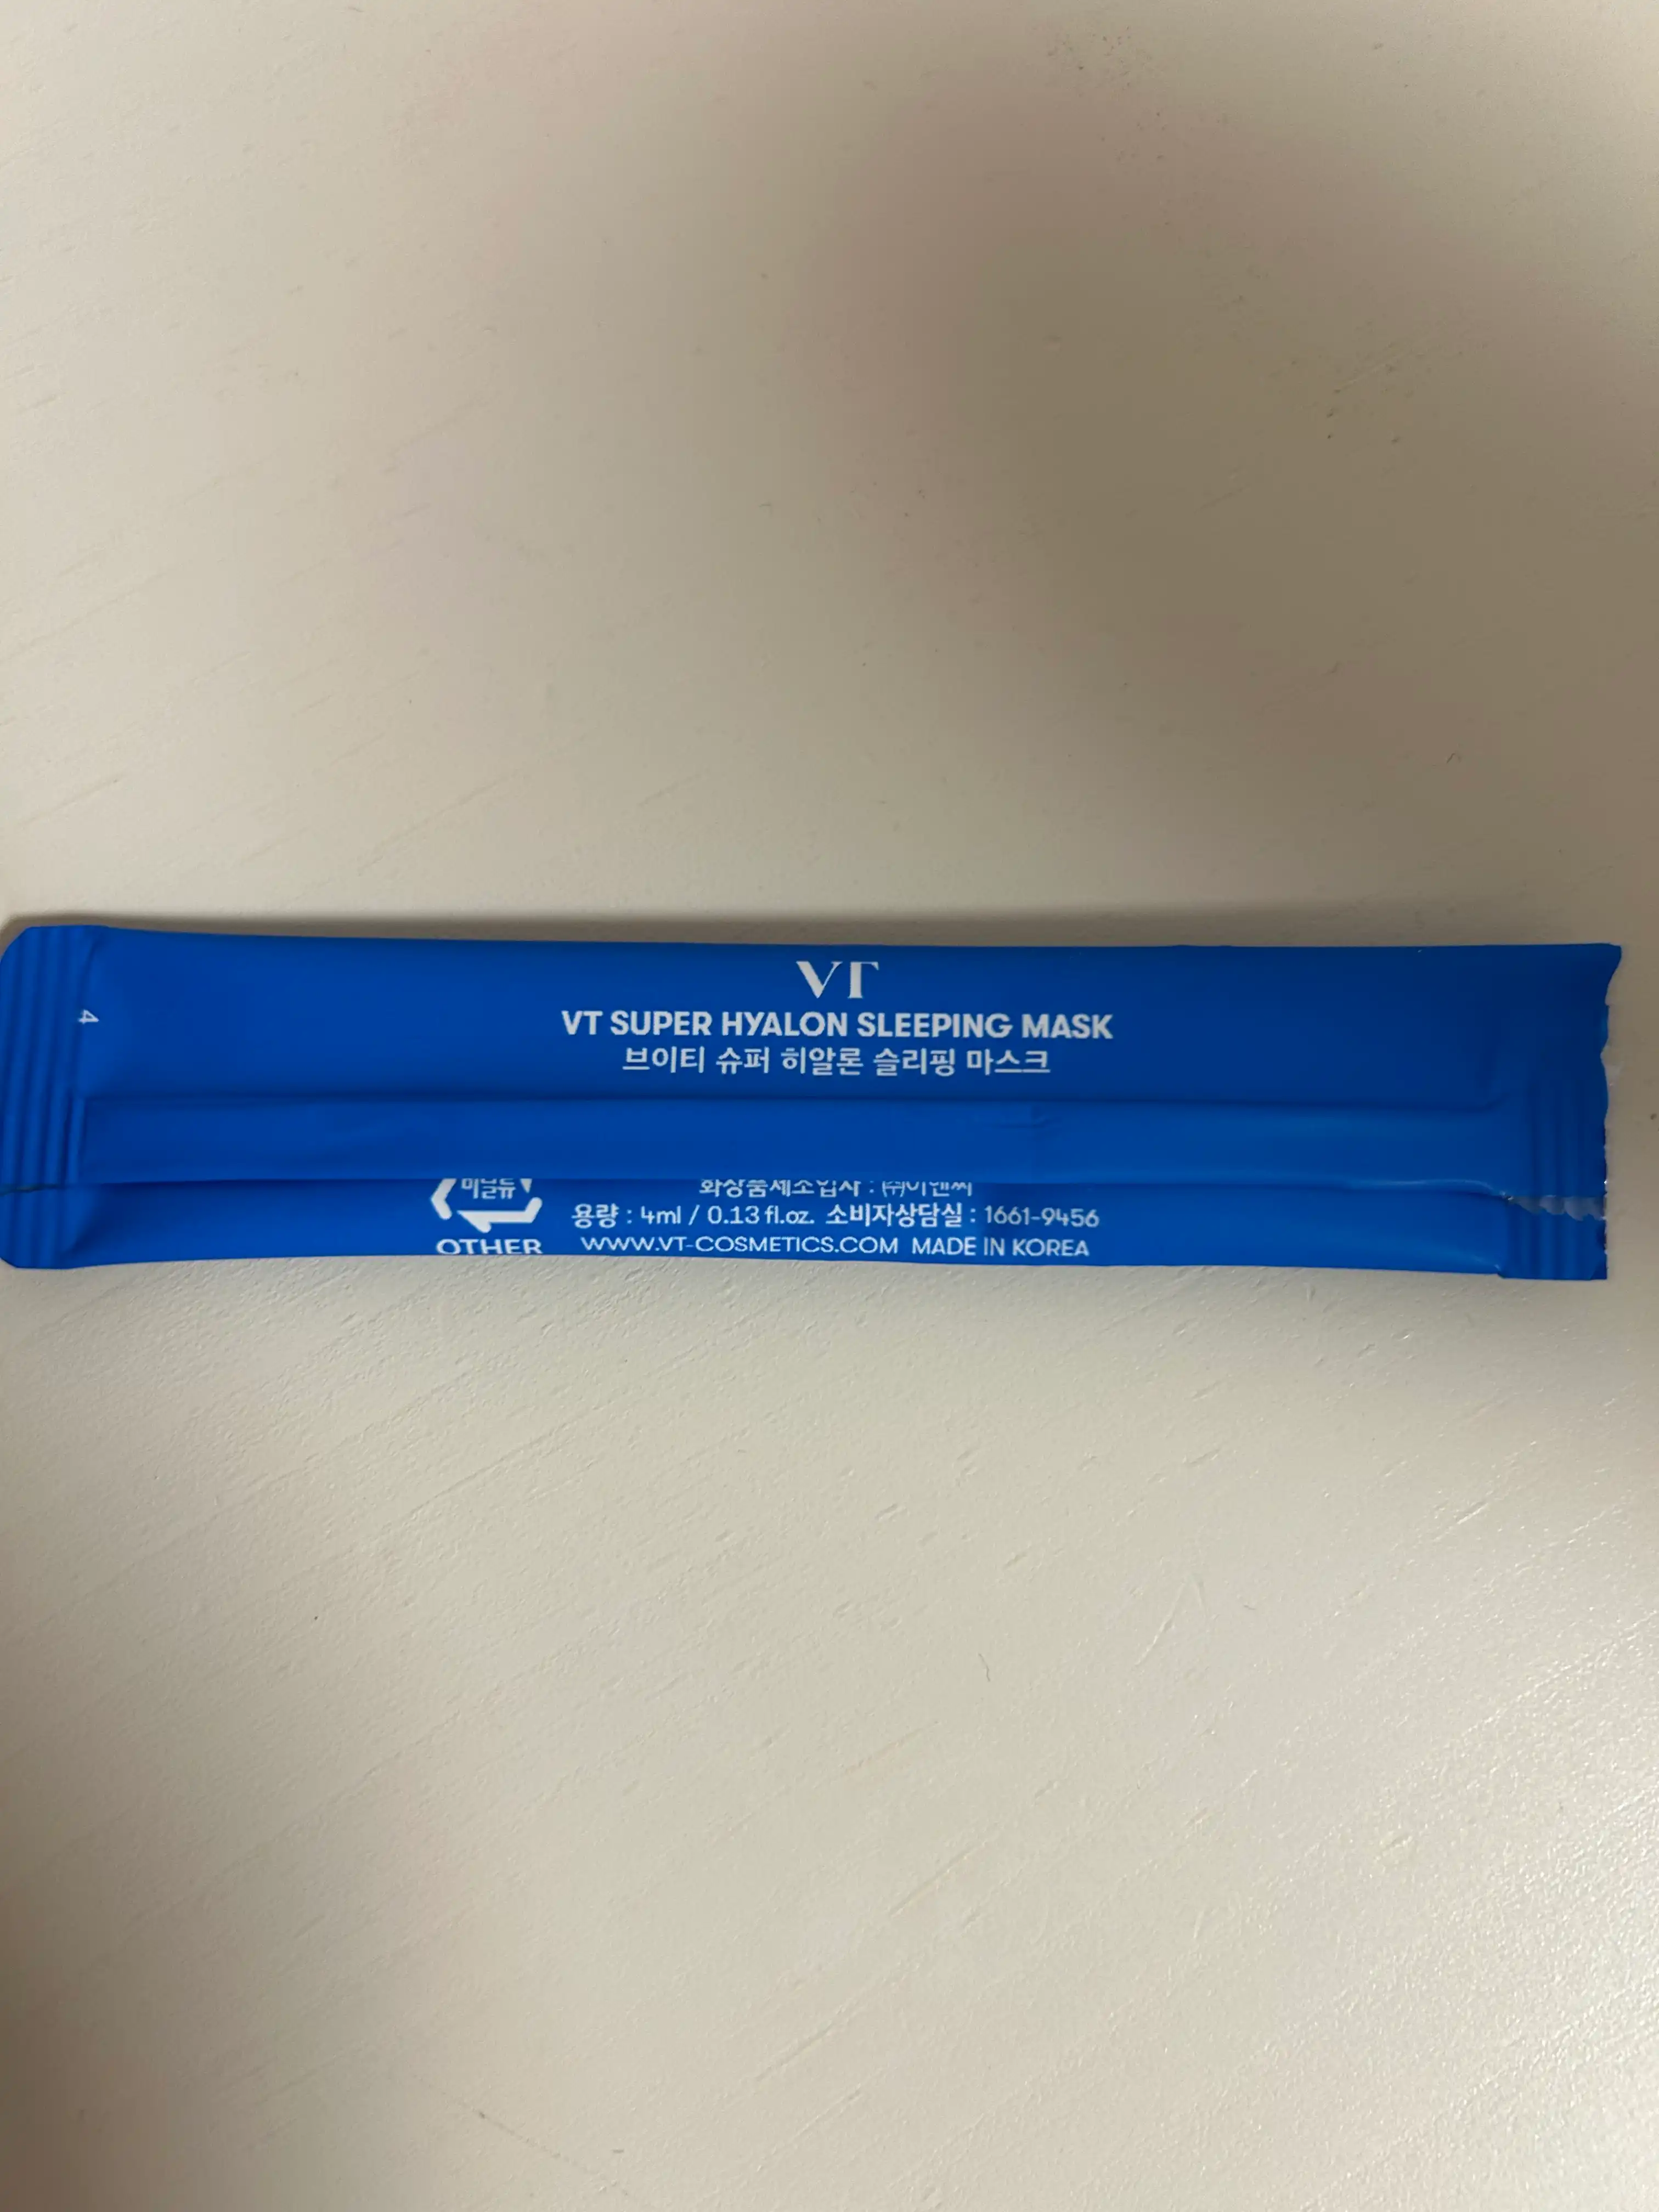 VT
VT SUPER HYALON SLEEPING MASK
브이티 슈퍼 히알론 슬리핑 마스크
4
용량 : 4ml / 0.13 fl.oz. 소비자상담실 : 1661-9456
OTHER
WWW.VT-COSMETICS.COM MADE IN KOREA